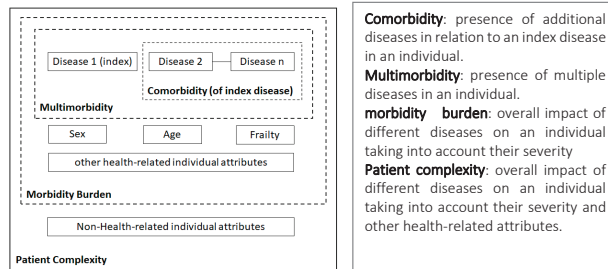 Disease 1 (index)
Disease 2
Disease n
Comorbidity (of index disease)
Multimorbidity
Sex
Age
Frailty
other health-related individual attributes
Morbidity Burden
Non-Health-related individual attributes
Patient Complexity
Comorbidity: presence of additional
diseases in relation to an index disease
in an individual.
Multimorbidity: presence of multiple
diseases in an individual.
morbidity burden: overall impact of
different diseases on an individual
taking into account their severity
Patient complexity: overall impact of
different diseases on an individual
taking into account their severity and
other health-related attributes.